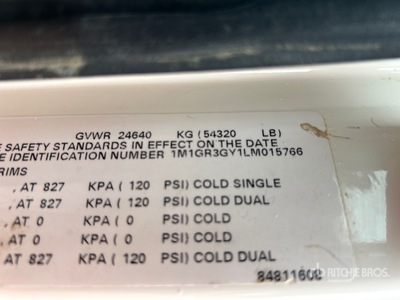 GVWR 24640 KG (54320 LB)
E SAFETY STANDARDS IN EFFECT ON THE DATE
E IDENTIFICATION NUMBER 1M1GR3GY1LM015766
RIMS
, AT 827 KPA ( 120 PSI) COLD SINGLE
, AT 827 KPA ( 120 PSI) COLD DUAL
, AT 0 KPA ( 0 PSI) COLD
, AT 0 KPA ( 0 PSI) COLD
AT 827 KPA ( 120 PSI) COLD DUAL
RITCHIE BROS.